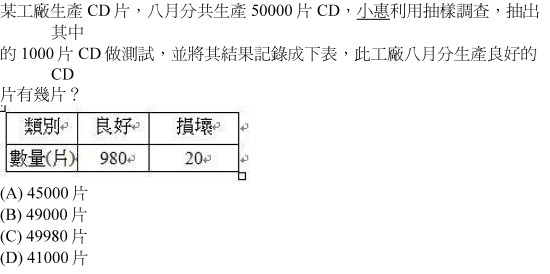 某工廠生產 CD 片，八月分共生產 50000 片 CD，小惠利用抽樣調查，抽出
其中
的 1000 片 CD 做測試，並將其結果記錄成下表，此工廠八月分生產良好的
CD
片有幾片？
類別 良好 損壞
數量(片) 980 20
(A) 45000 片
(B) 49000 片
(C) 49980 片
(D) 41000 片